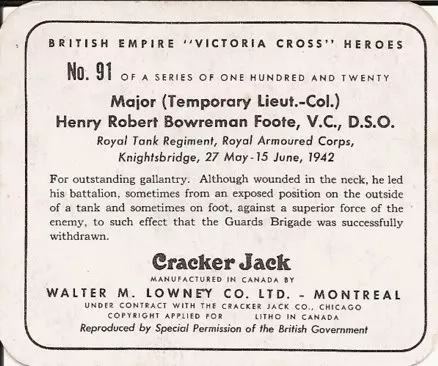 BRITISH EMPIRE "VICTORIA CROSS" HEROES
No. 91 OF A SERIES OF ONE HUNDRED AND TWENTY
Major (Temporary Lieut.-Col.)
Henry Robert Bowreman Foote, V.C., D.S.O.
Royal Tank Regiment, Royal Armoured Corps,
Knightsbridge, 27 May-15 June, 1942
For outstanding gallantry. Although wounded in the neck, he led
his battalion, sometimes from an exposed position on the outside
of a tank and sometimes on foot, against a superior force of the
enemy, to such effect that the Guards Brigade was successfully
withdrawn.
Cracker Jack
MANUFACTURED IN CANADA BY
WALTER M. LOWNEY CO. LTD. - MONTREAL
UNDER CONTRACT WITH THE CRACKER JACK CO., CHICAGO
COPYRIGHT APPLIED FOR LITHO IN CANADA
Reproduced by Special Permission of the British Government